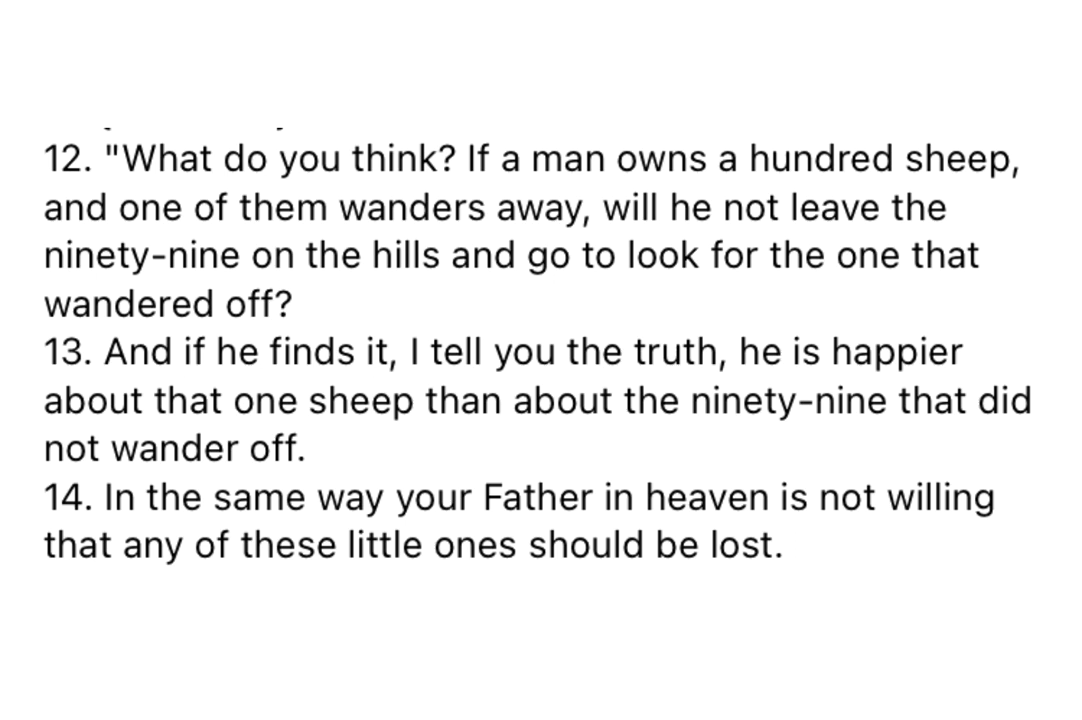 12. "What do you think? If a man owns a hundred sheep,
and one of them wanders away, will he not leave the
ninety-nine on the hills and go to look for the one that
wandered off?
13. And if he finds it, I tell you the truth, he is happier
about that one sheep than about the ninety-nine that did
not wander off.
14. In the same way your Father in heaven is not willing
that any of these little ones should be lost.